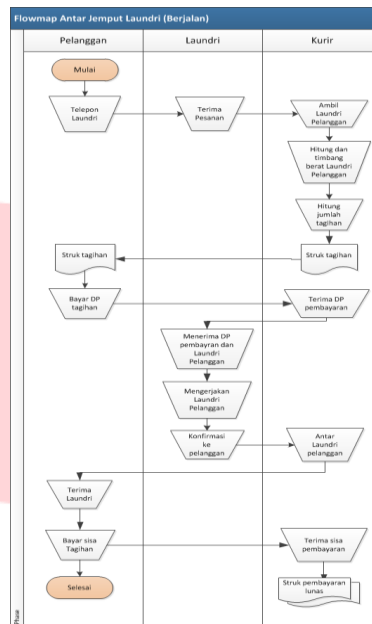 Flowmap Antar Jemput Laundri (Berjalan)
Pelanggan
Laundri
Kurir
Mulai
Telepon
Laundri
Terima
Pesanan
Ambil
Laundri
Pelanggan
Hitung dan
timbang
berat Laundri
Pelanggan
Hitung
jumlah
tagihan
Struk tagihan
Struk tagihan
Bayar DP
tagihan
Terima DP
pembayaran
Menerima DP
pembayran dan
Laundri
Pelanggan
Mengerjakan
Laundri
Pelanggan
Konfirmasi
ke
pelanggan
Antar
Laundri
pelanggan
Terima
Laundri
Bayar sisa
Tagihan
Terima sisa
pembayaran
Selesai
Struk pembayaran
lunas
Phase